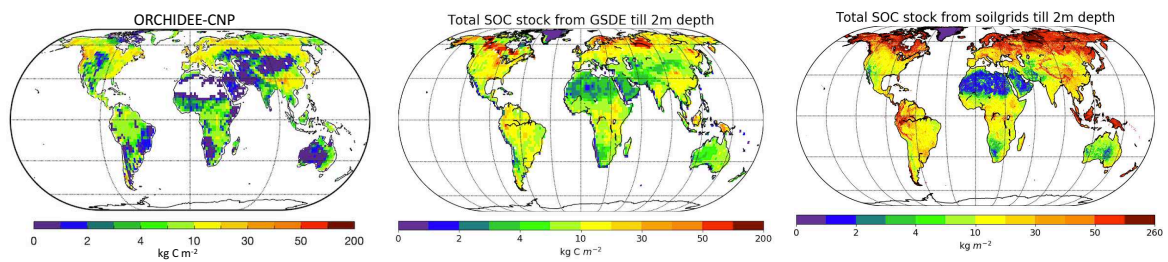 ORCHIDEE-CNP
0 2 4 10 30 50 200
kg C m-2
Total SOC stock from GSDE till 2m depth
0 2 4 10 30 50 200
kg C m−2
Total SOC stock from soilgrids till 2m depth
0 2 4 10 30 50 260
kg m−2